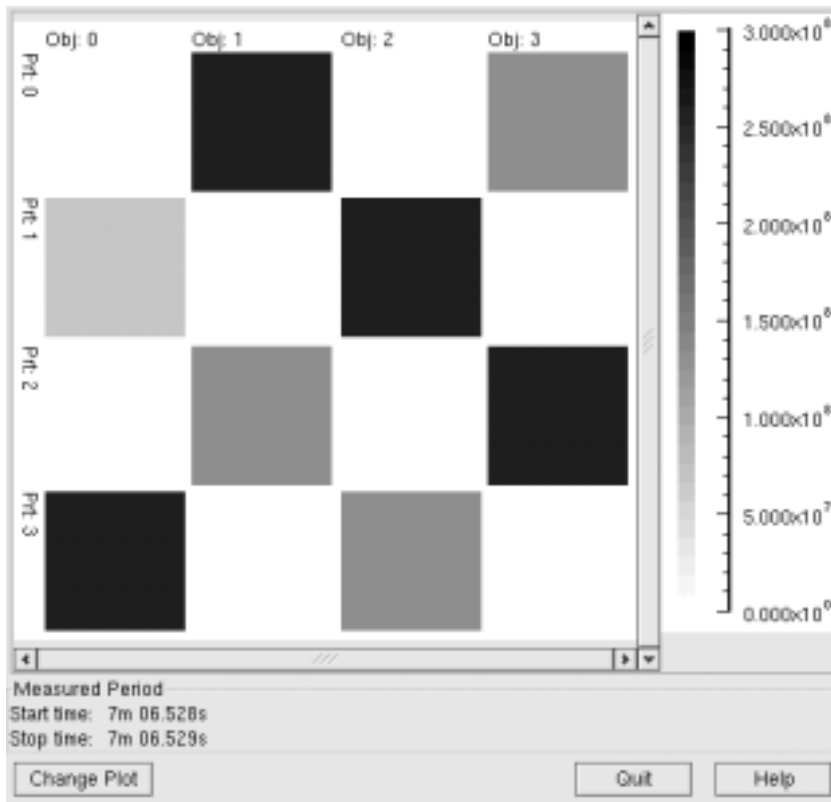 Obj: 0 Obj: 1 Obj: 2 Obj: 3
Prt: 0
Prt: 1
Prt: 2
Prt: 3
3.000x10⁸
2.500x10⁸
2.000x10⁸
1.500x10⁸
1.000x10⁸
5.000x10⁷
0.000x10⁰
Measured Period
Start time: 7m 06.528s
Stop time: 7m 06.529s
Change Plot Quit Help